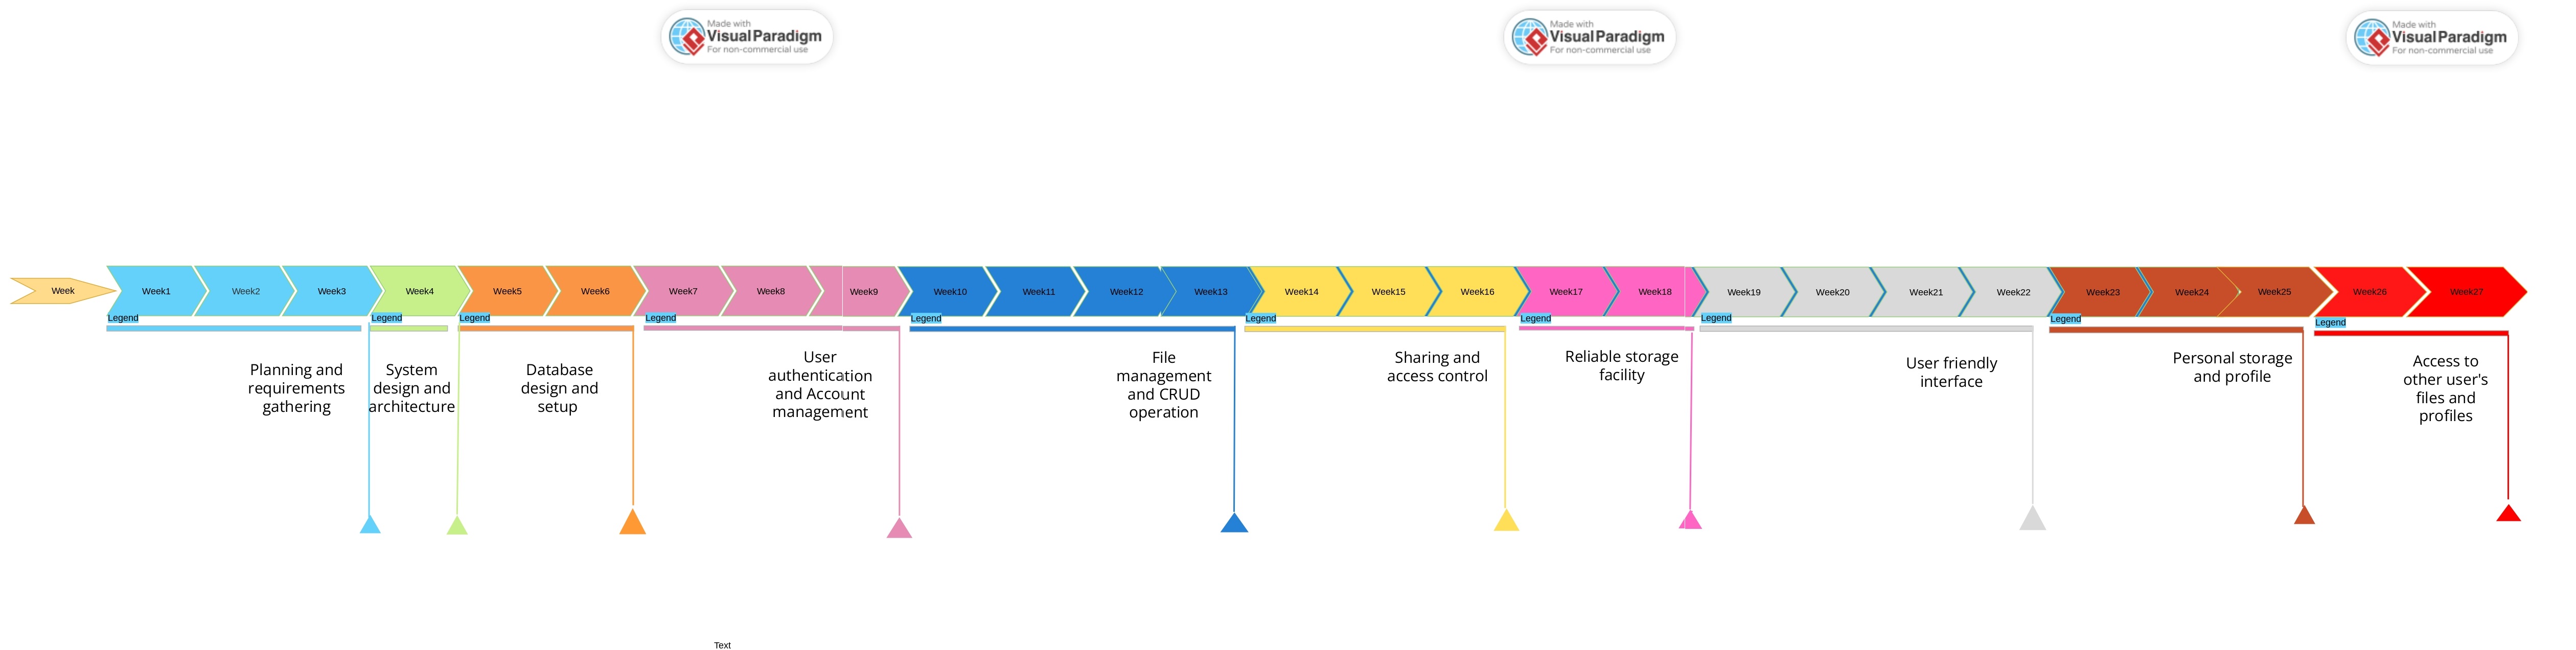 Made with
Visual Paradigm
For non-commercial use
Made with
Visual Paradigm
For non-commercial use
Made with
Visual Paradigm
For non-commercial use
Week
Week1
Week2
Week3
Week4
Week5
Week6
Week7
Week8
Week9
Week10
Week11
Week12
Week13
Week14
Week15
Week16
Week17
Week18
Week19
Week20
Week21
Week22
Week23
Week24
Week25
Week26
Week27
Legend
Legend
Legend
Legend
Legend
Legend
Legend
Legend
Legend
Legend
Planning and
requirements
gathering
System
design and
architecture
Database
design and
setup
User
authentication
and Account
management
File
management
and CRUD
operation
Sharing and
access control
Reliable storage
facility
User friendly
interface
Personal storage
and profile
Access to
other user's
files and
profiles
Text